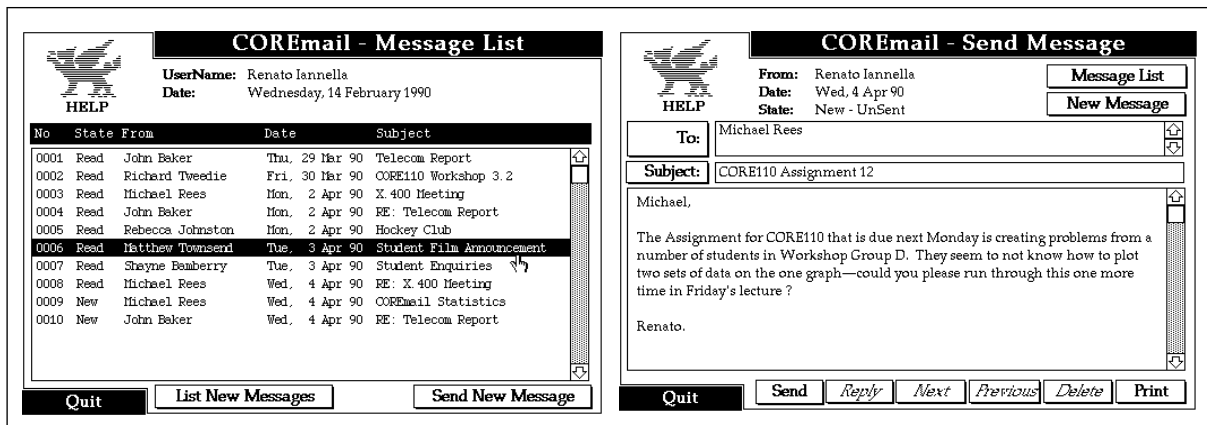 COREmail - Message List
HELP
UserName: Renato Iannella
Date: Wednesday, 14 February 1990
No State From Date Subject
0001 Read John Baker Thu, 29 Mar 90 Telecom Report
0002 Read Richard Tweedie Fri, 30 Mar 90 CORE110 Workshop 3.2
0003 Read Michael Rees Mon, 2 Apr 90 X.400 Meeting
0004 Read John Baker Mon, 2 Apr 90 RE: Telecom Report
0005 Read Rebecca Johnston Mon, 2 Apr 90 Hockey Club
0006 Read Matthew Townsend Tue, 3 Apr 90 Student Film Announcement
0007 Read Shayne Bamberry Tue, 3 Apr 90 Student Enquiries
0008 Read Michael Rees Wed, 4 Apr 90 RE: X.400 Meeting
0009 New Michael Rees Wed, 4 Apr 90 COREmail Statistics
0010 New John Baker Wed, 4 Apr 90 RE: Telecom Report
Quit List New Messages Send New Message
COREmail - Send Message
HELP
From: Renato Iannella
Date: Wed, 4 Apr 90
State: New - UnSent
Message List
New Message
To: Michael Rees
Subject: CORE110 Assignment 12
Michael,
The Assignment for CORE110 that is due next Monday is creating problems from a
number of students in Workshop Group D. They seem to not know how to plot
two sets of data on the one graph—could you please run through this one more
time in Friday's lecture ?
Renato.
Quit Send Reply Next Previous Delete Print